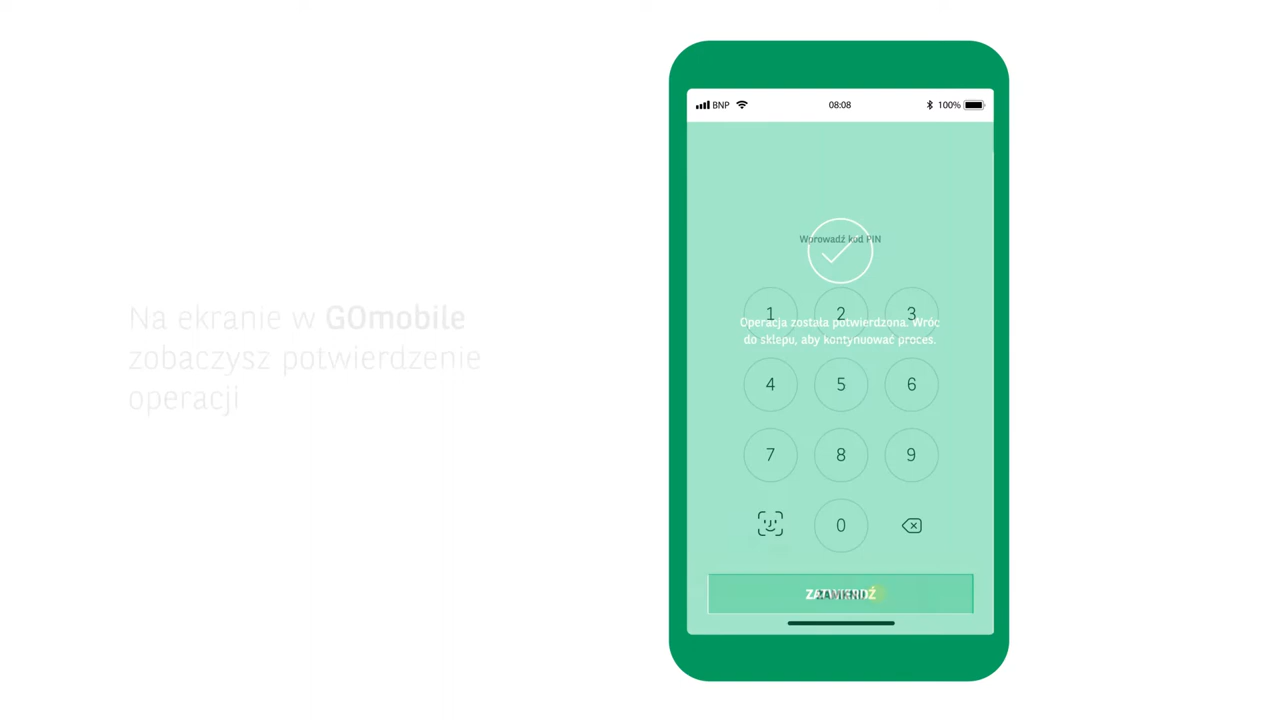 Na ekranie w GOmobile
zobaczysz potwierdzenie
operacji
BNP
08:08
100%
Wprowadź kod PIN
1 2 3
Operacja została potwierdzona. Wróć
do sklepu, aby kontynuować proces.
4 5 6
7 8 9
0
ZATWIERDŹ